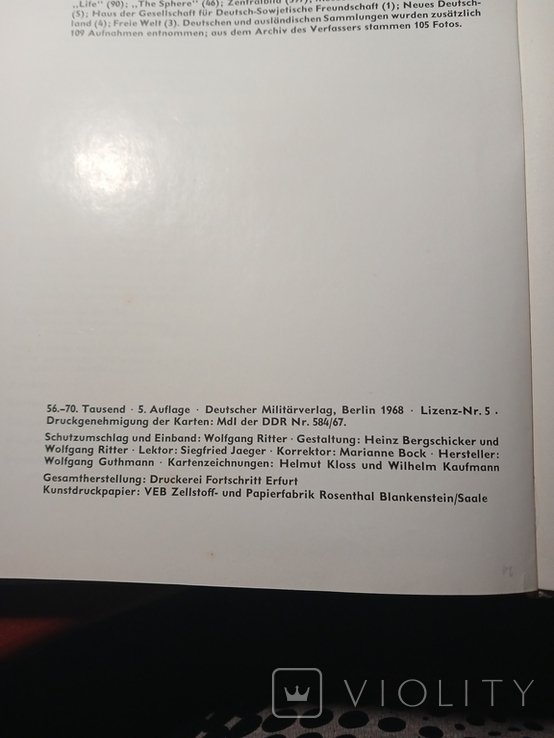 „Life" (90); „The Sphere" (46); Zentralbild
(5); Haus der Gesellschaft für Deutsch-Sowjetische Freundschaft (1); Neues Deutsch-
land (4); Freie Welt (3). Deutschen und ausländischen Sammlungen wurden zusätzlich
109 Aufnahmen entnommen; aus dem Archiv des Verfassers stammen 105 Fotos.
56.–70. Tausend · 5. Auflage · Deutscher Militärverlag, Berlin 1968 · Lizenz-Nr. 5 ·
Druckgenehmigung der Karten: MdI der DDR Nr. 584/67.
Schutzumschlag und Einband: Wolfgang Ritter · Gestaltung: Heinz Bergschicker und
Wolfgang Ritter · Lektor: Siegfried Jaeger · Korrektor: Marianne Bock · Hersteller:
Wolfgang Guthmann · Kartenzeichnungen: Helmut Kloss und Wilhelm Kaufmann
Gesamtherstellung: Druckerei Fortschritt Erfurt
Kunstdruckpapier: VEB Zellstoff- und Papierfabrik Rosenthal Blankenstein/Saale
VIOLITY